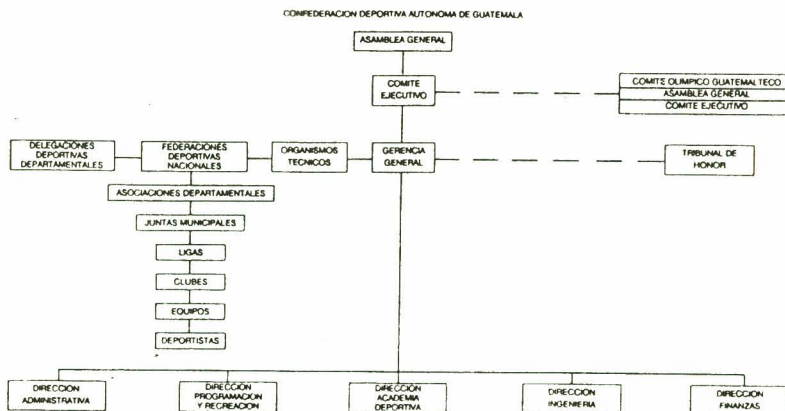 CONFEDERACION DEPORTIVA AUTONOMA DE GUATEMALA
ASAMBLEA GENERAL
COMITE
EJECUTIVO
COMITE OLIMPICO GUATEMALTECO
ASAMBLEA GENERAL
COMITE EJECUTIVO
DELEGACIONES
DEPORTIVAS
DEPARTAMENTALES
FEDERACIONES
DEPORTIVAS
NACIONALES
ORGANISMOS
TECNICOS
GERENCIA
GENERAL
TRIBUNAL DE
HONOR
ASOCIACIONES DEPARTAMENTALES
JUNTAS MUNICIPALES
LIGAS
CLUBES
EQUIPOS
DEPORTISTAS
DIRECCION
ADMINISTRATIVA
DIRECCION
PROGRAMACION
Y RECREACION
DIRECCION
ACADEMIA
DEPORTIVA
DIRECCION
INGENIERIA
DIRECCION
FINANZAS